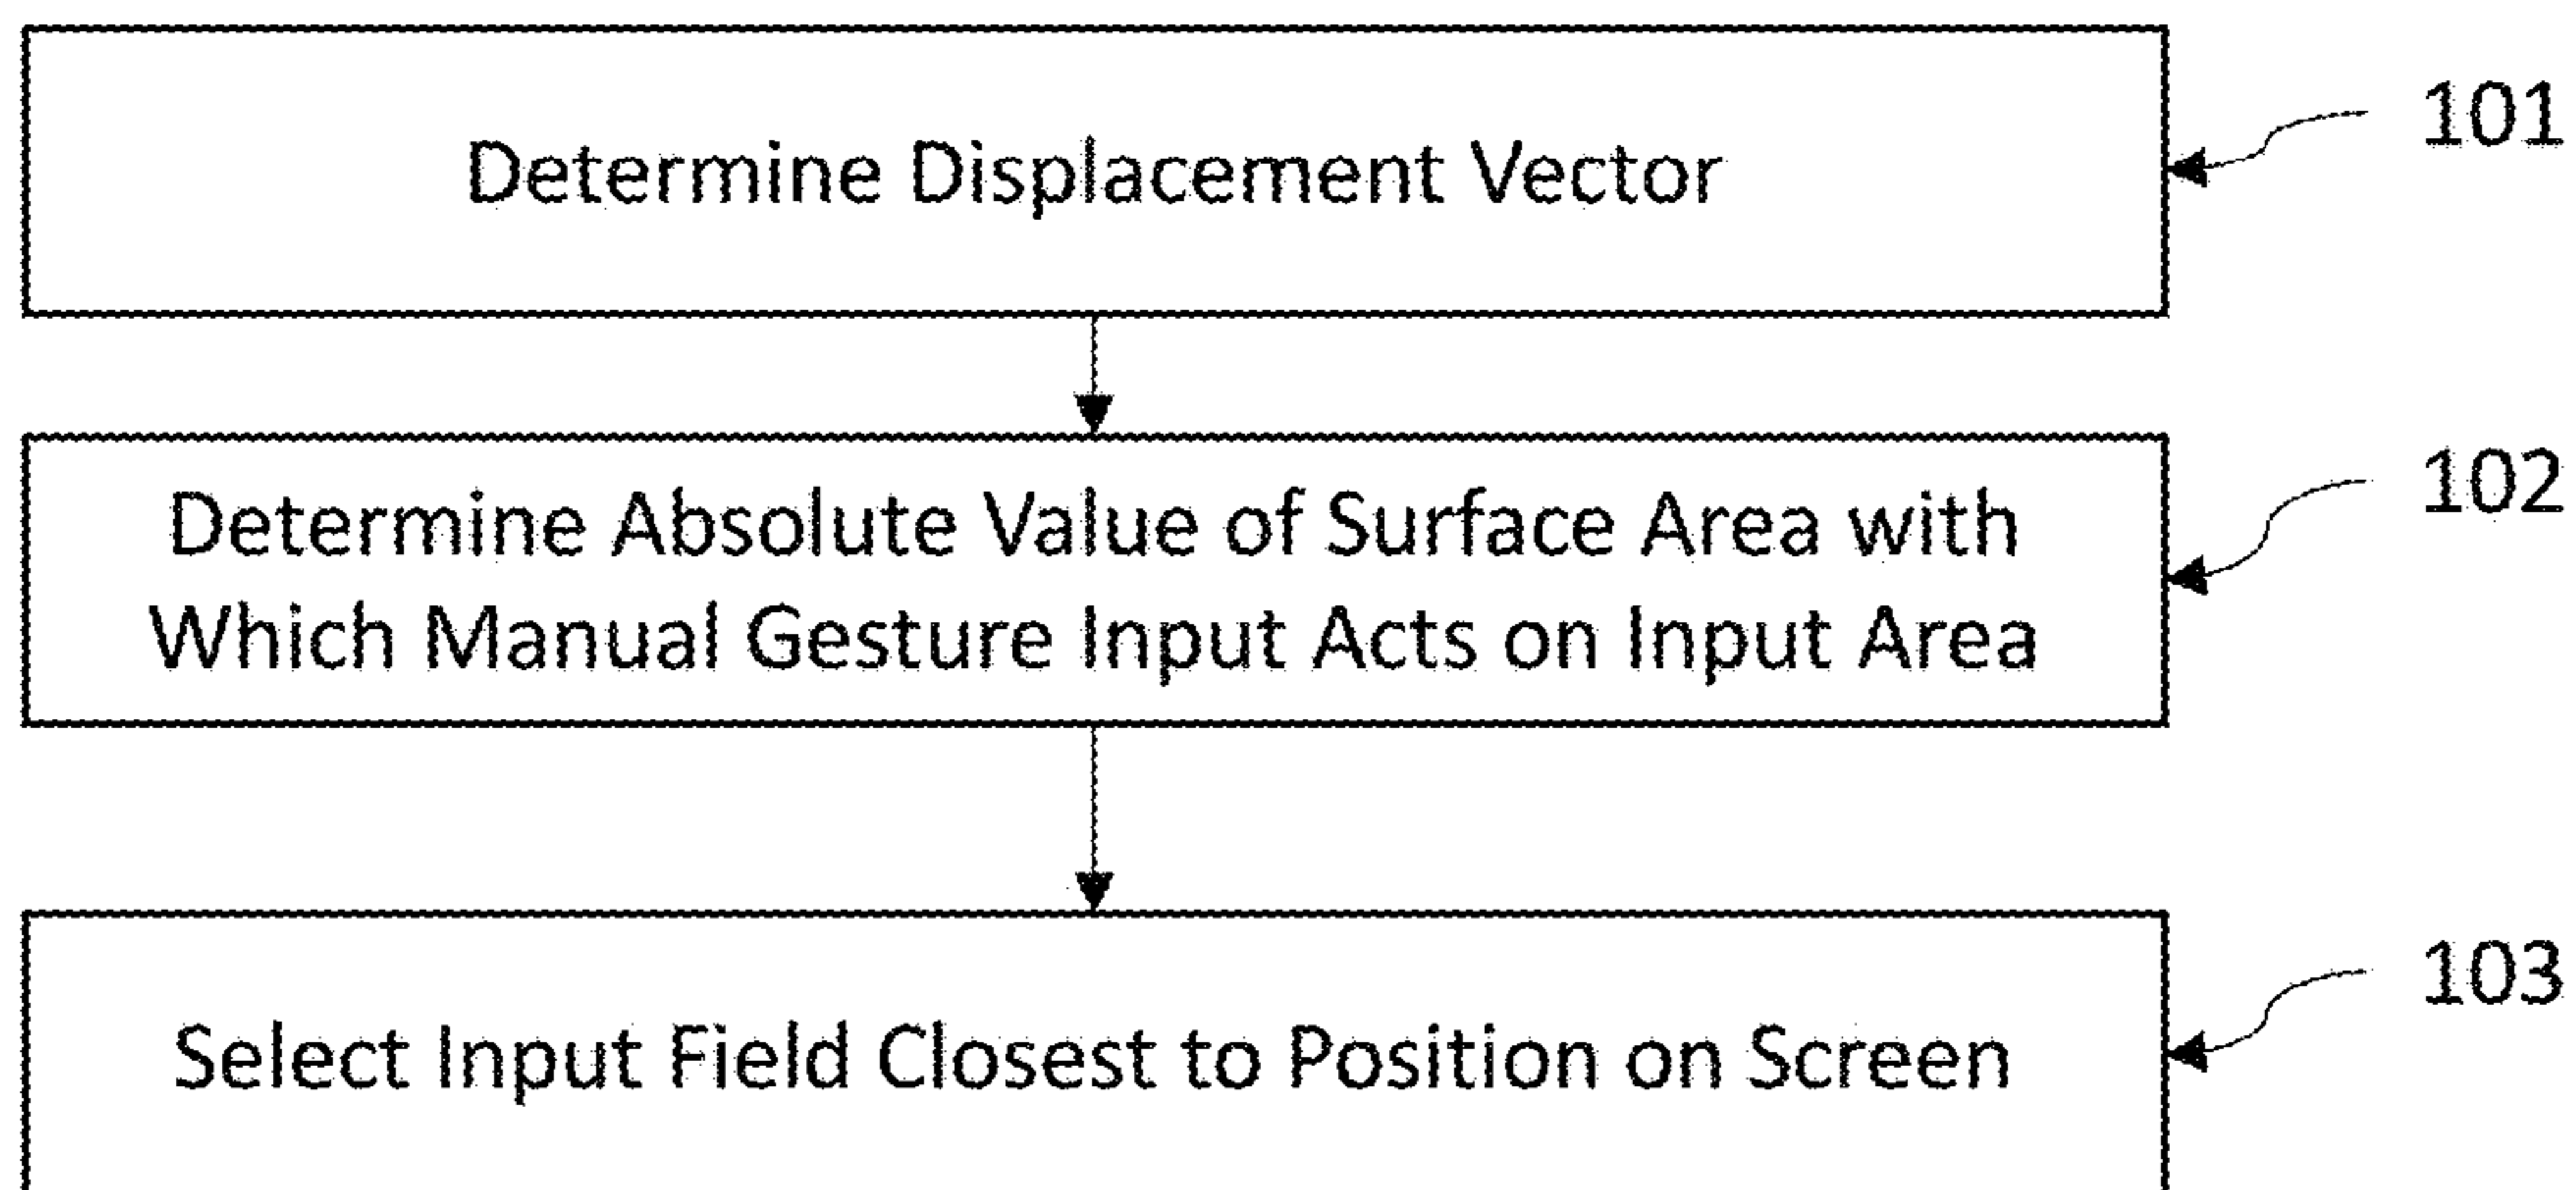 Determine Displacement Vector
101
Determine Absolute Value of Surface Area with
Which Manual Gesture Input Acts on Input Area
102
Select Input Field Closest to Position on Screen
103